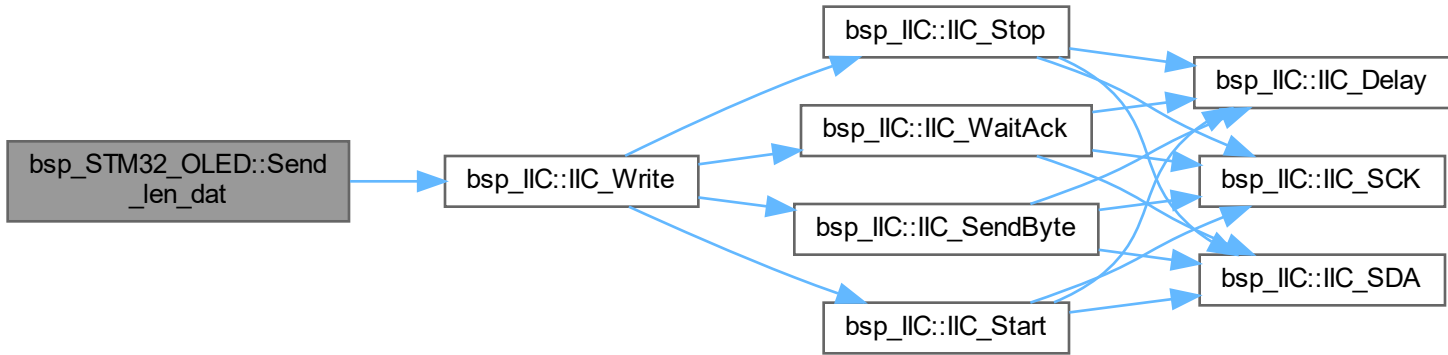 bsp_STM32_OLED::Send
_len_dat
bsp_IIC::IIC_Write
bsp_IIC::IIC_Stop
bsp_IIC::IIC_WaitAck
bsp_IIC::IIC_SendByte
bsp_IIC::IIC_Start
bsp_IIC::IIC_Delay
bsp_IIC::IIC_SCK
bsp_IIC::IIC_SDA